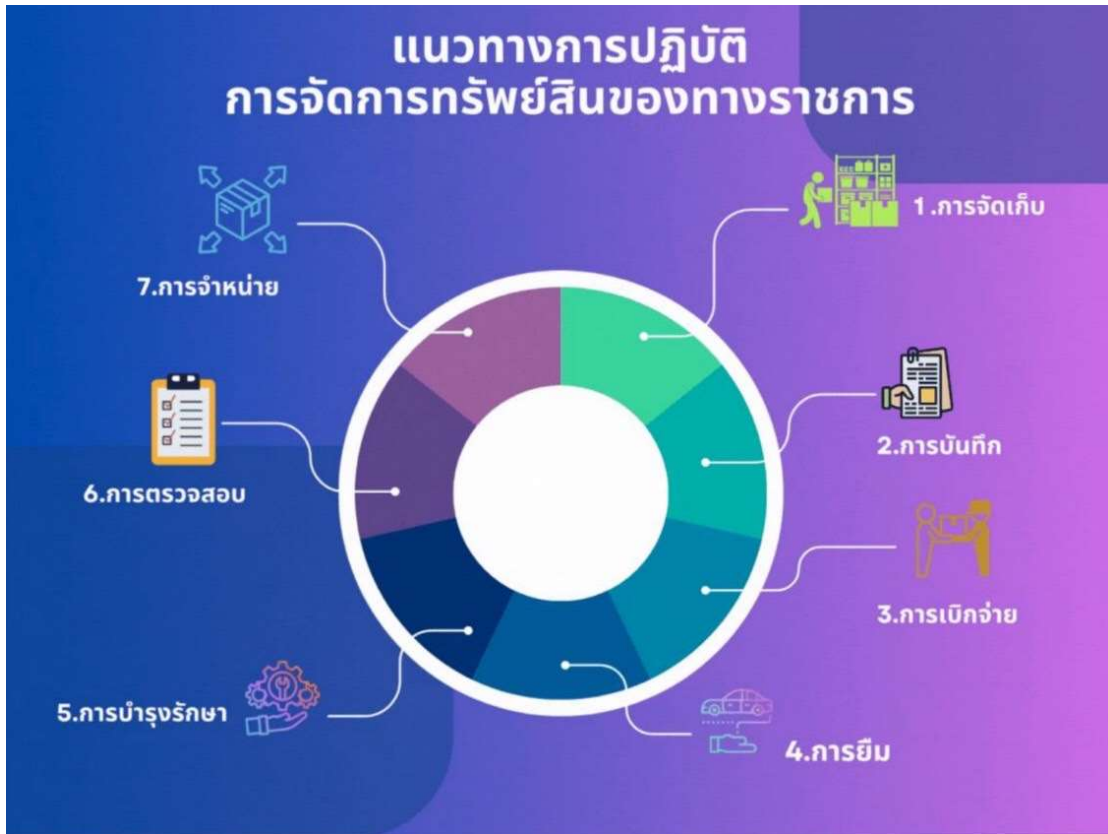 แนวทางการปฏิบัติ
การจัดการทรัพย์สินของทางราชการ
1.การจัดเก็บ
2.การบันทึก
3.การเบิกจ่าย
4.การยืม
5.การบำรุงรักษา
6.การตรวจสอบ
7.การจำหน่าย